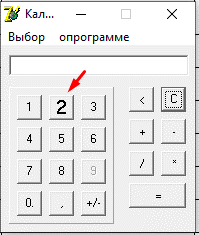 Кал...
Выбор опрограмме
1 2 3 < C
4 5 6 + -
7 8 9 / *
0. , +/- =